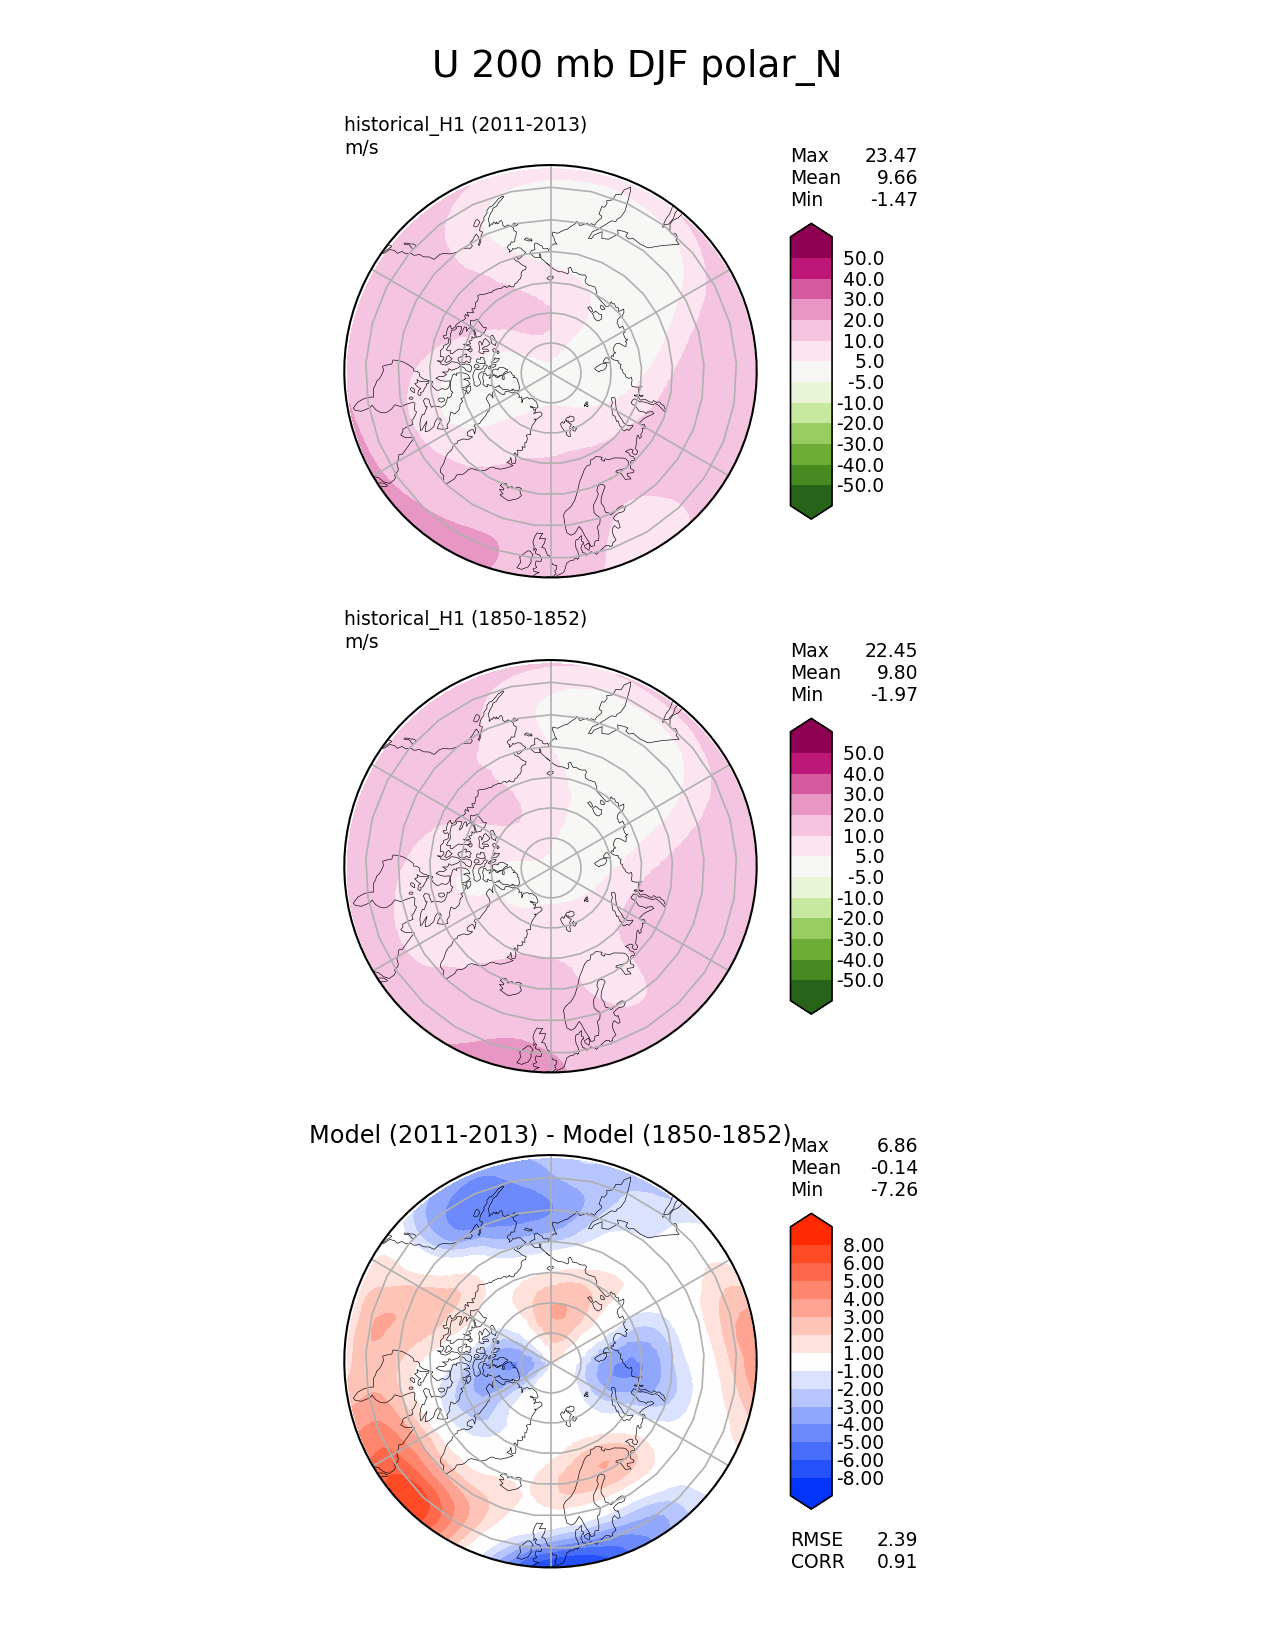 U 200 mb DJF polar_N
historical_H1 (2011-2013)
m/s
Max 23.47
Mean 9.66
Min -1.47
50.0
40.0
30.0
20.0
10.0
5.0
-5.0
-10.0
-20.0
-30.0
-40.0
-50.0
historical_H1 (1850-1852)
m/s
Max 22.45
Mean 9.80
Min -1.97
50.0
40.0
30.0
20.0
10.0
5.0
-5.0
-10.0
-20.0
-30.0
-40.0
-50.0
Model (2011-2013) - Model (1850-1852)
Max 6.86
Mean -0.14
Min -7.26
8.00
6.00
5.00
4.00
3.00
2.00
1.00
-1.00
-2.00
-3.00
-4.00
-5.00
-6.00
-8.00
RMSE 2.39
CORR 0.91